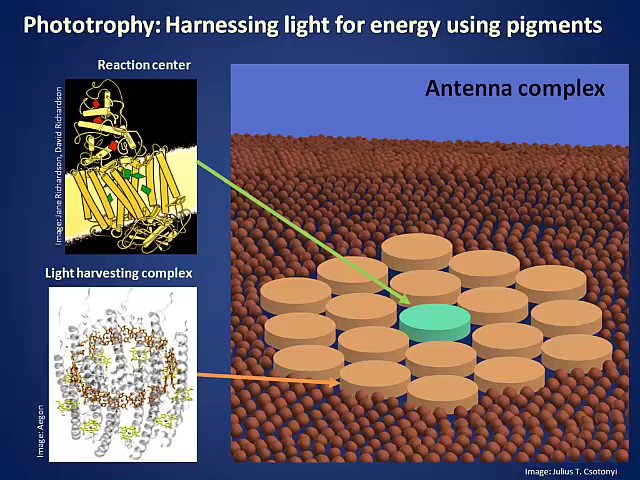 Phototrophy: Harnessing light for energy using pigments
Reaction center
Antenna complex
Image: Jane Richardson, David Richardson
Light harvesting complex
Image: Aegon
Image: Julius T. Csotonyi